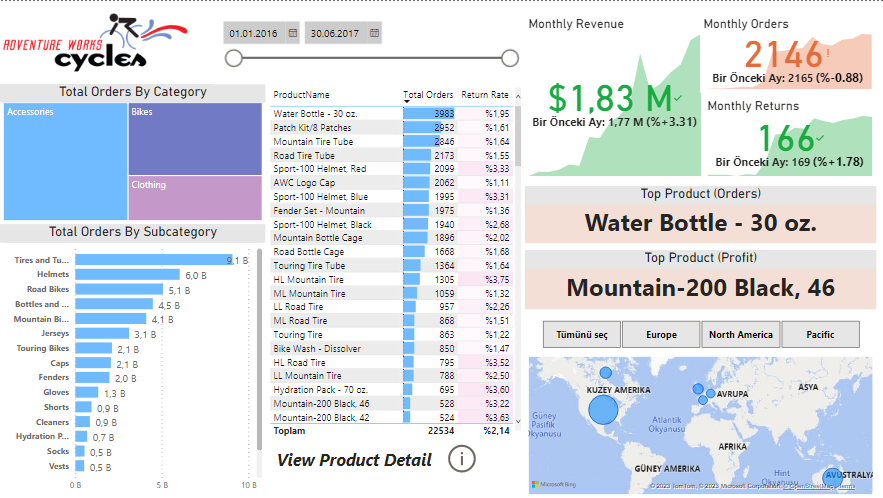 ADVENTURE WORKS
cycles
01.01.2016
30.06.2017
Total Orders By Category
Accessories
Bikes
Clothing
Total Orders By Subcategory
Tires and Tu... 9,1 B
Helmets 6,0 B
Road Bikes 5,1 B
Bottles and ... 4,5 B
Mountain Bi... 4,1 B
Jerseys 3,1 B
Touring Bikes 2,1 B
Caps 2,1 B
Fenders 2,0 B
Gloves 1,3 B
Shorts 0,9 B
Cleaners 0,9 B
Hydration P... 0,7 B
Socks 0,5 B
Vests 0,5 B
0 B 5 B 10 B
ProductName Total Orders Return Rate
Water Bottle - 30 oz. 3983 %1,95
Patch Kit/8 Patches 2952 %1,61
Mountain Tire Tube 2846 %1,64
Road Tire Tube 2173 %1,55
Sport-100 Helmet, Red 2099 %3,33
AWC Logo Cap 2062 %1,11
Sport-100 Helmet, Blue 1995 %3,31
Fender Set - Mountain 1975 %1,36
Sport-100 Helmet, Black 1940 %2,68
Mountain Bottle Cage 1896 %2,02
Road Bottle Cage 1668 %1,68
Touring Tire Tube 1364 %1,64
HL Mountain Tire 1305 %3,75
ML Mountain Tire 1059 %1,32
LL Road Tire 957 %2,26
ML Road Tire 868 %1,51
Touring Tire 863 %1,22
Bike Wash - Dissolver 850 %1,47
HL Road Tire 795 %3,52
LL Mountain Tire 788 %2,50
Hydration Pack - 70 oz. 695 %3,60
Mountain-200 Black, 46 528 %3,22
Mountain-200 Black, 42 524 %3,63
Toplam 22534 %2,14
View Product Detail
Monthly Revenue
$1,83 M
Bir Önceki Ay: 1,77 M (%+3.31)
Monthly Orders
2146!
Bir Önceki Ay: 2165 (%-0.88)
Monthly Returns
166
Bir Önceki Ay: 169 (%+1.78)
Top Product (Orders)
Water Bottle - 30 oz.
Top Product (Profit)
Mountain-200 Black, 46
Tümünü seç
Europe
North America
Pacific
KUZEY AMERIKA
AVRUPA
ASYA
Güney
Pasifik
Okyanusu
Atlantik
Okyanusu
AFRIKA
GÜNEY AMERIKA
Hint
Okyanusu
AVUSTRALYA
Microsoft Bing
© 2023 TomTom, © 2023 Microsoft Corporation, © OpenStreetMap Terms